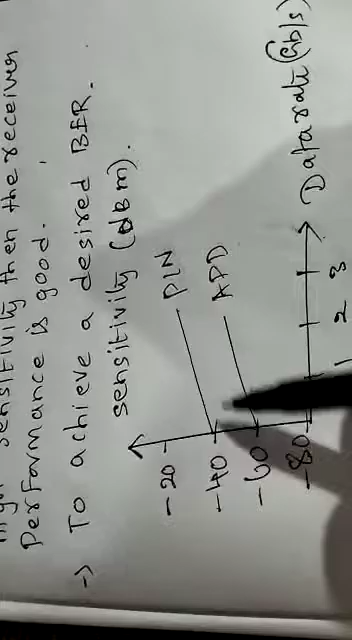 sensitivity then the receiver
performance is good.
-> To achieve a desired BER.
sensitivity (dBm).
-20
-40
-60
-80
PIN
APD
1 2 3
Data rate (Gb/s)